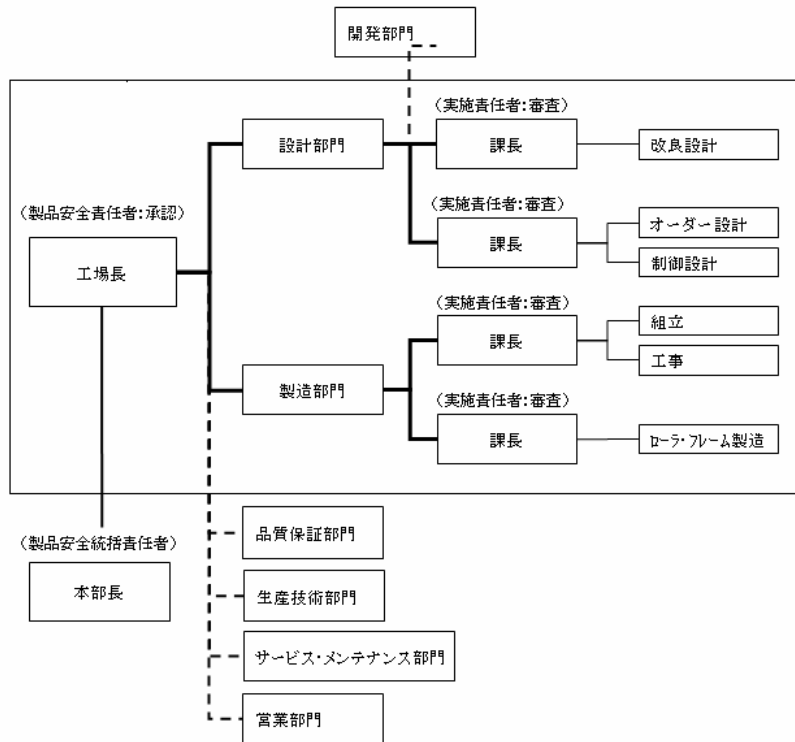 開発部門
（実施責任者：審査）
設計部門
課長
改良設計
（製品安全責任者：承認）
（実施責任者：審査）
工場長
課長
オーダー設計
制御設計
（実施責任者：審査）
課長
組立
工事
製造部門
（実施責任者：審査）
課長
ローラ・フレーム製造
（製品安全統括責任者）
本部長
品質保証部門
生産技術部門
サービス・メンテナンス部門
営業部門